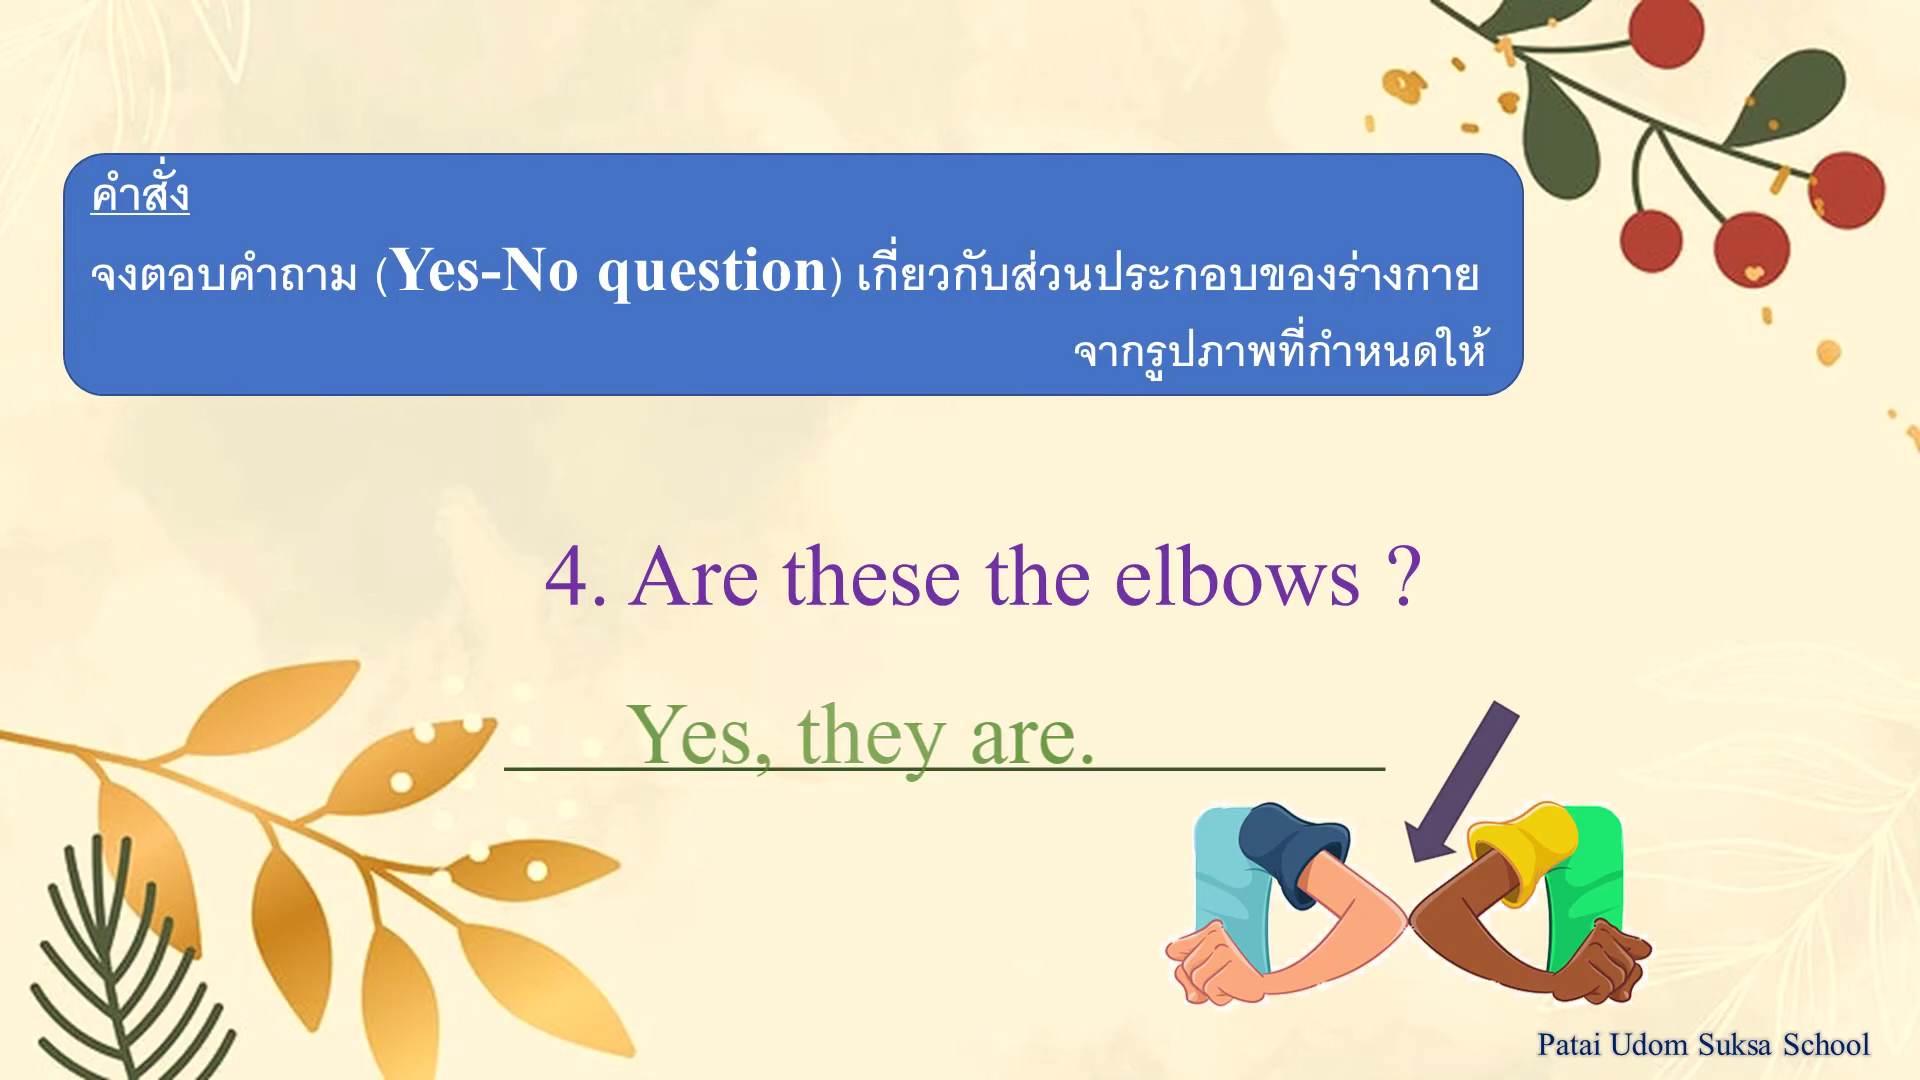 คำสั่ง
จงตอบคำถาม (Yes-No question) เกี่ยวกับส่วนประกอบของร่างกาย
จากรูปภาพที่กำหนดให้
4. Are these the elbows ?
Yes, they are.
Patai Udom Suksa School